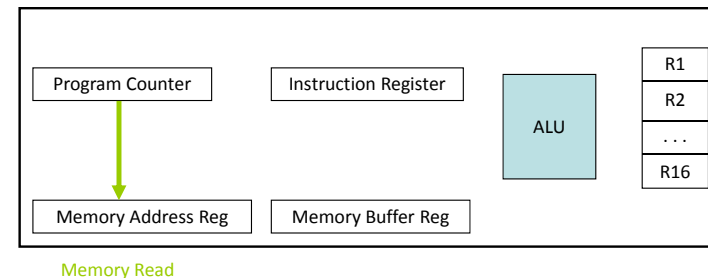 Program Counter
Instruction Register
ALU
R1
R2
. . .
R16
Memory Address Reg
Memory Buffer Reg
Memory Read